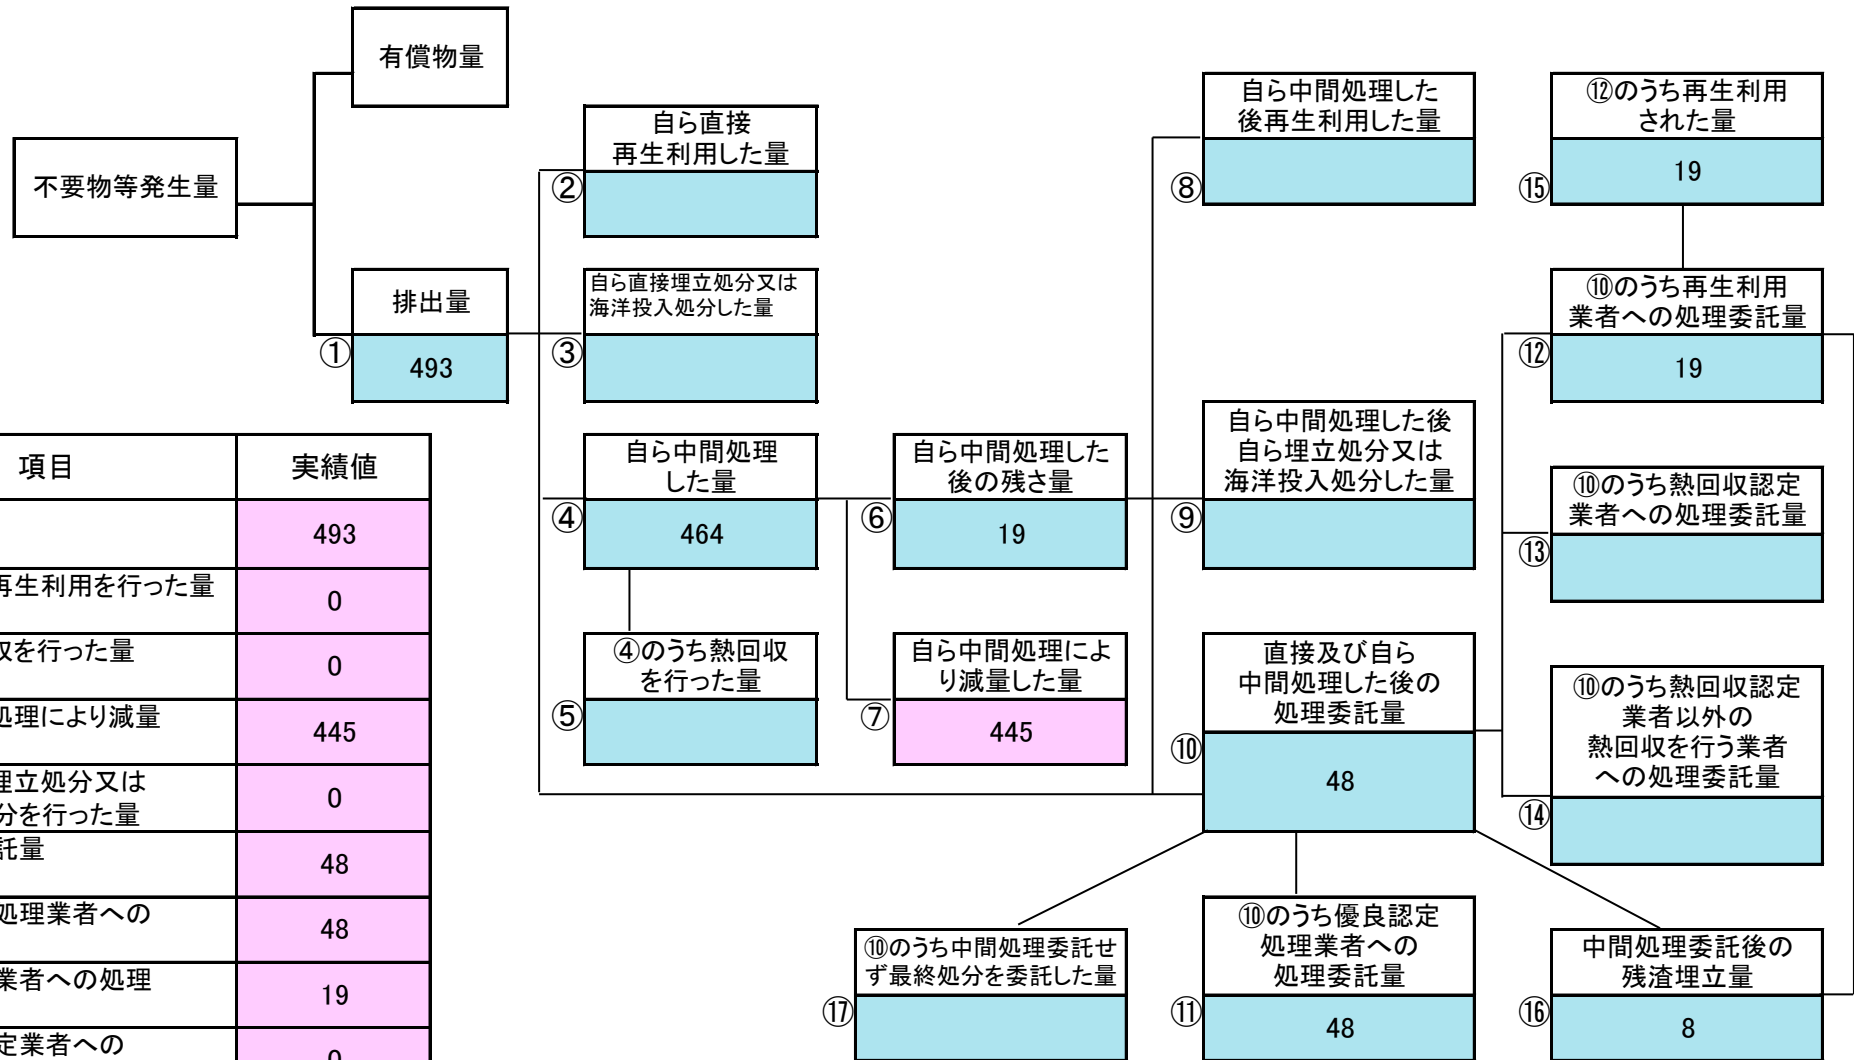 有償物量
不要物等発生量
排出量
①
493
自ら直接
再生利用した量
②
自ら直接埋立処分又は
海洋投入処分した量
③
自ら中間処理
した量
④
464
④のうち熱回収
を行った量
⑤
自ら中間処理した
後の残さ量
⑥
19
自ら中間処理によ
り減量した量
⑦
445
自ら中間処理した
後再生利用した量
⑧
自ら中間処理した後
自ら埋立処分又は
海洋投入処分した量
⑨
直接及び自ら
中間処理した後の
処理委託量
⑩
48
⑩のうち優良認定
処理業者への
処理委託量
⑪
48
⑫のうち再生利用
された量
⑮
19
⑩のうち再生利用
業者への処理委託量
⑫
19
⑩のうち熱回収認定
業者への処理委託量
⑬
⑩のうち熱回収認定
業者以外の
熱回収を行う業者
への処理委託量
⑭
中間処理委託後の
残渣埋立量
⑯
8
⑩のうち中間処理委託せ
ず最終処分を委託した量
⑰
項目 実績値
493
再生利用を行った量 0
を行った量 0
処理により減量 445
埋立処分又は
分を行った量 0
託量 48
処理業者への 48
業者への処理 19
定業者への 0